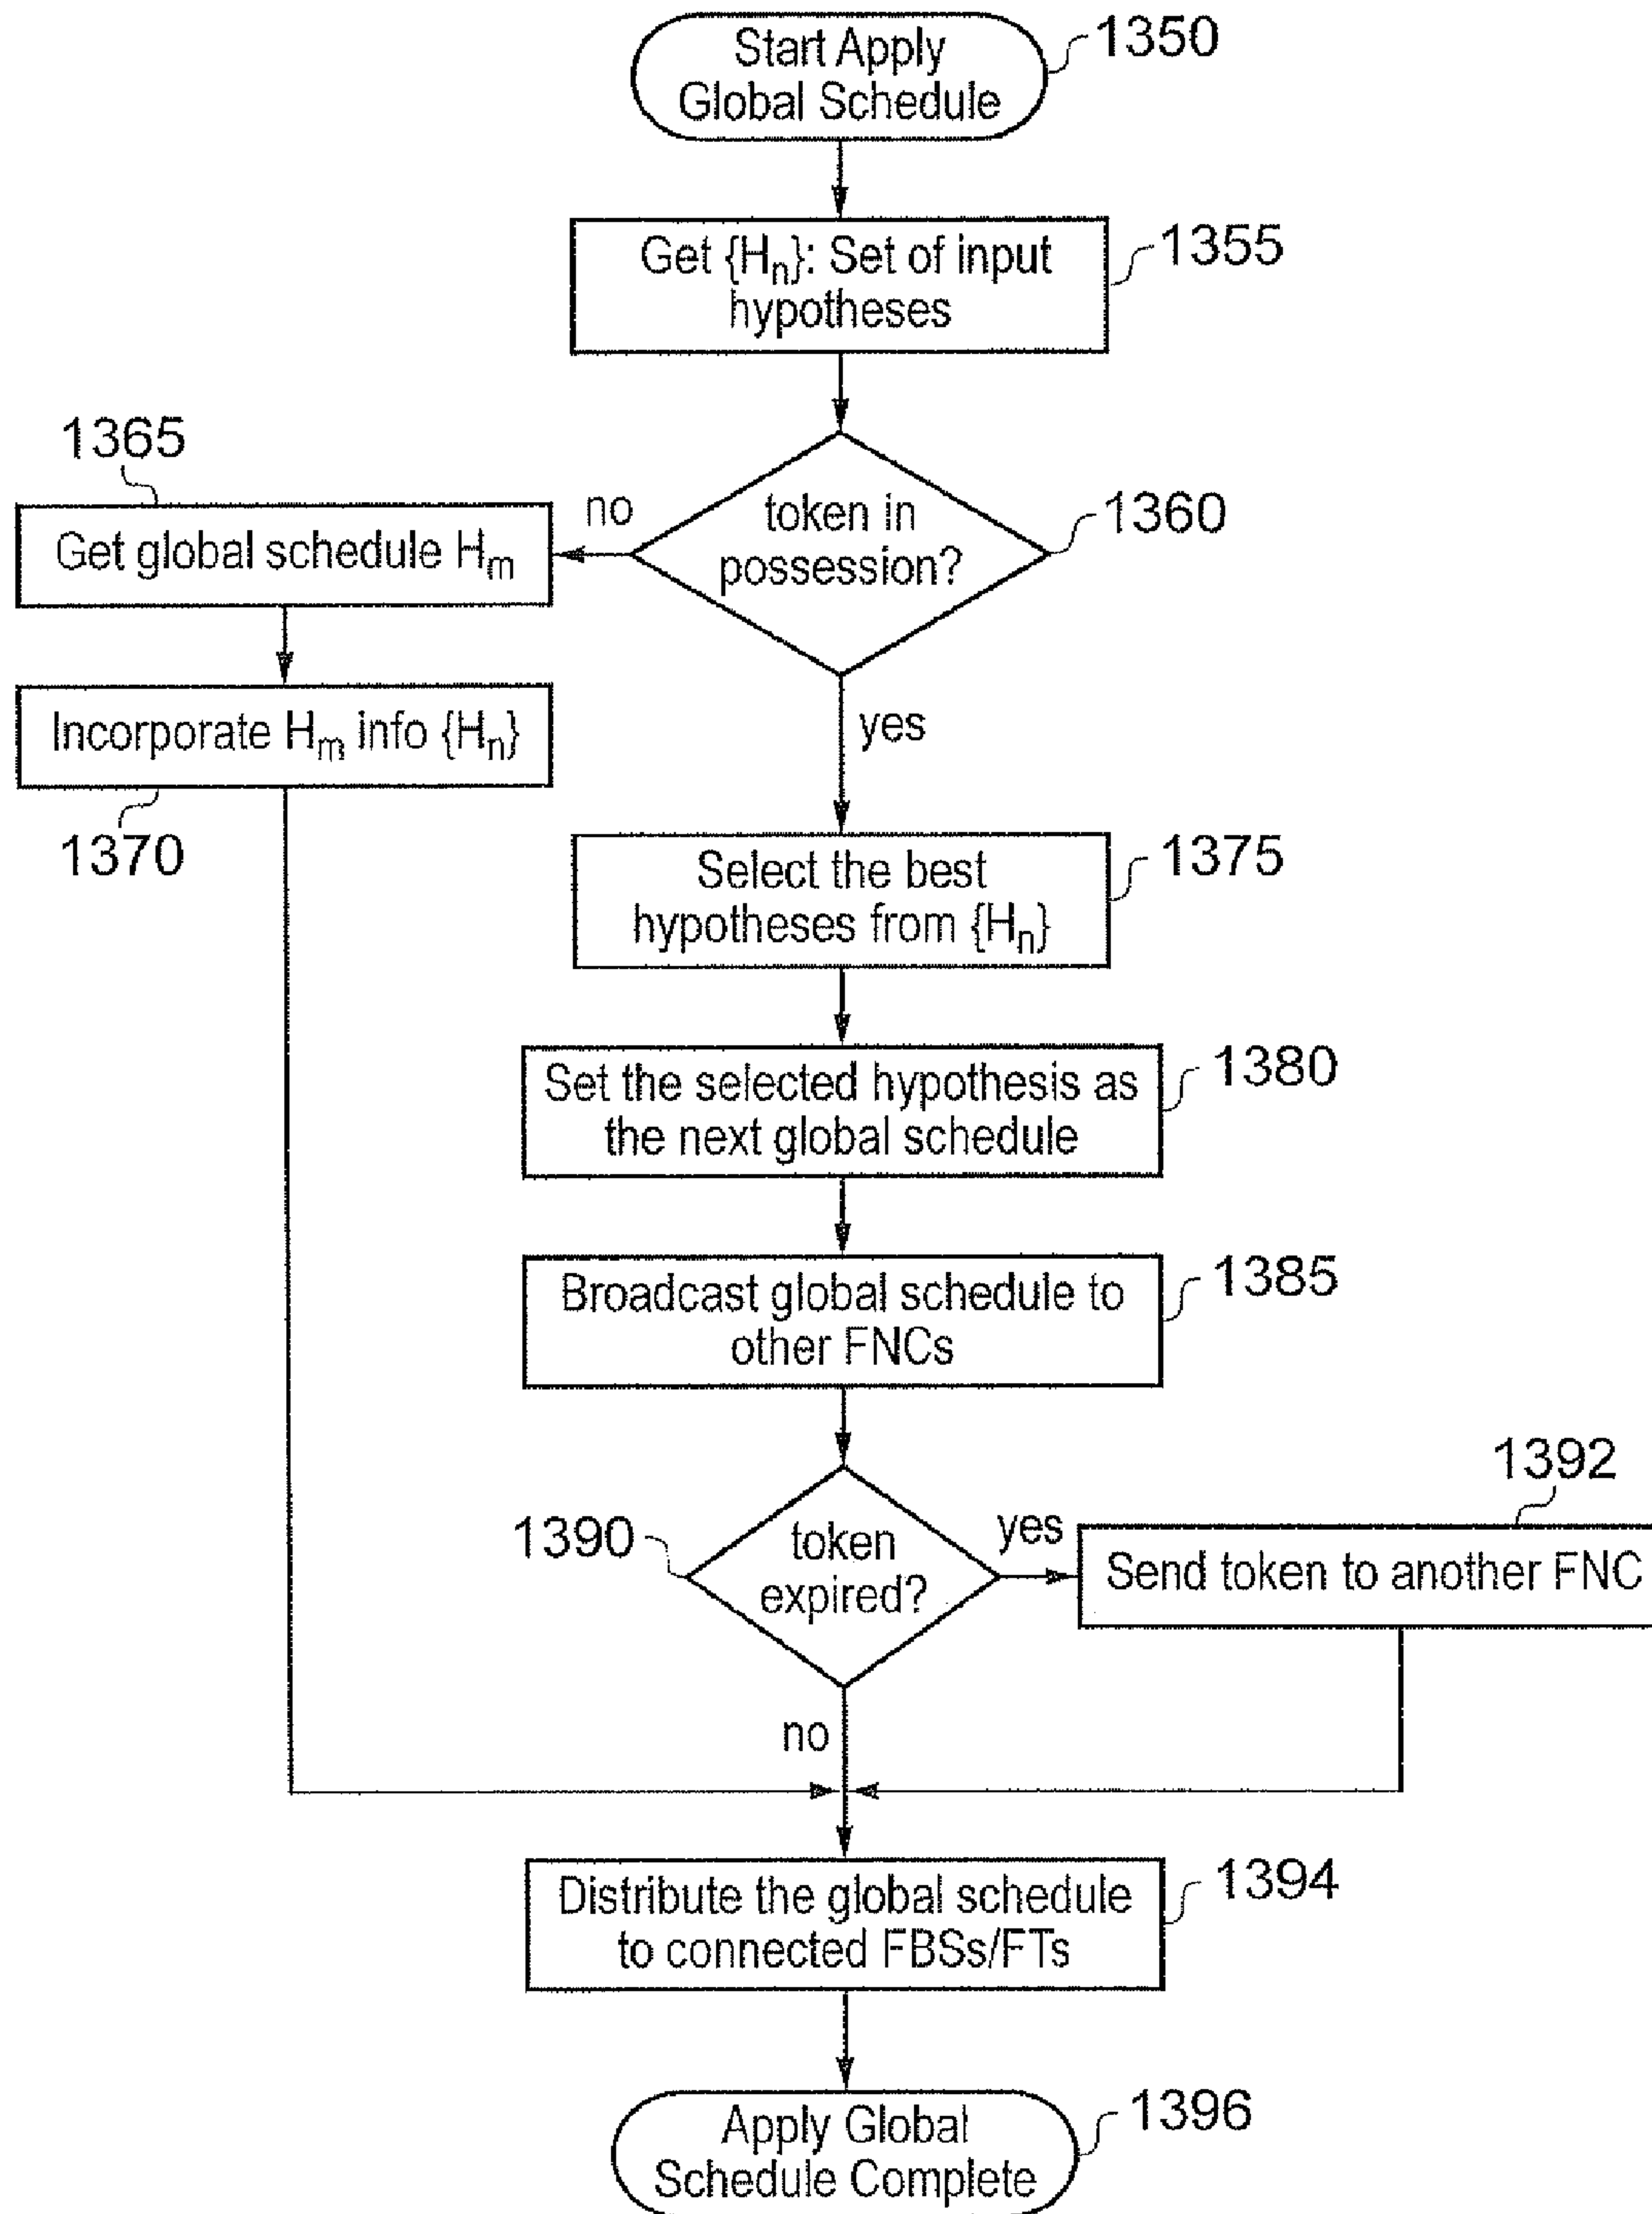 Start Apply
Global Schedule
1350
Get {Hn}: Set of input
hypotheses
1355
1365
Get global schedule Hm
no
token in
possession?
1360
Incorporate Hm info {Hn}
1370
yes
Select the best
hypotheses from {Hn}
1375
Set the selected hypothesis as
the next global schedule
1380
Broadcast global schedule to
other FNCs
1385
1390
token
expired?
yes
1392
Send token to another FNC
no
Distribute the global schedule
to connected FBSs/FTs
1394
Apply Global
Schedule Complete
1396